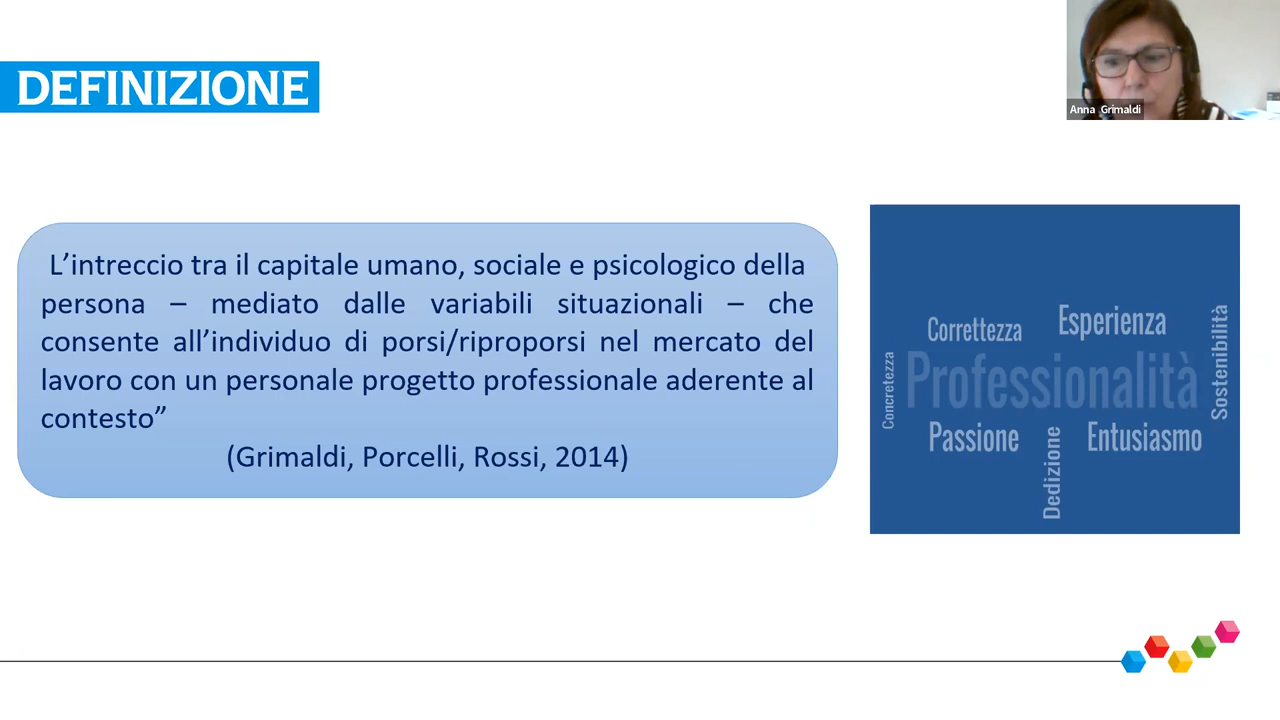 DEFINIZIONE
Anna Grimaldi
L’intreccio tra il capitale umano, sociale e psicologico della
persona – mediato dalle variabili situazionali – che
consente all’individuo di porsi/riproporsi nel mercato del
lavoro con un personale progetto professionale aderente al
contesto”
(Grimaldi, Porcelli, Rossi, 2014)
Correttezza
Esperienza
Concretezza
Professionalità
Sostenibilità
Passione
Dedizione
Entusiasmo